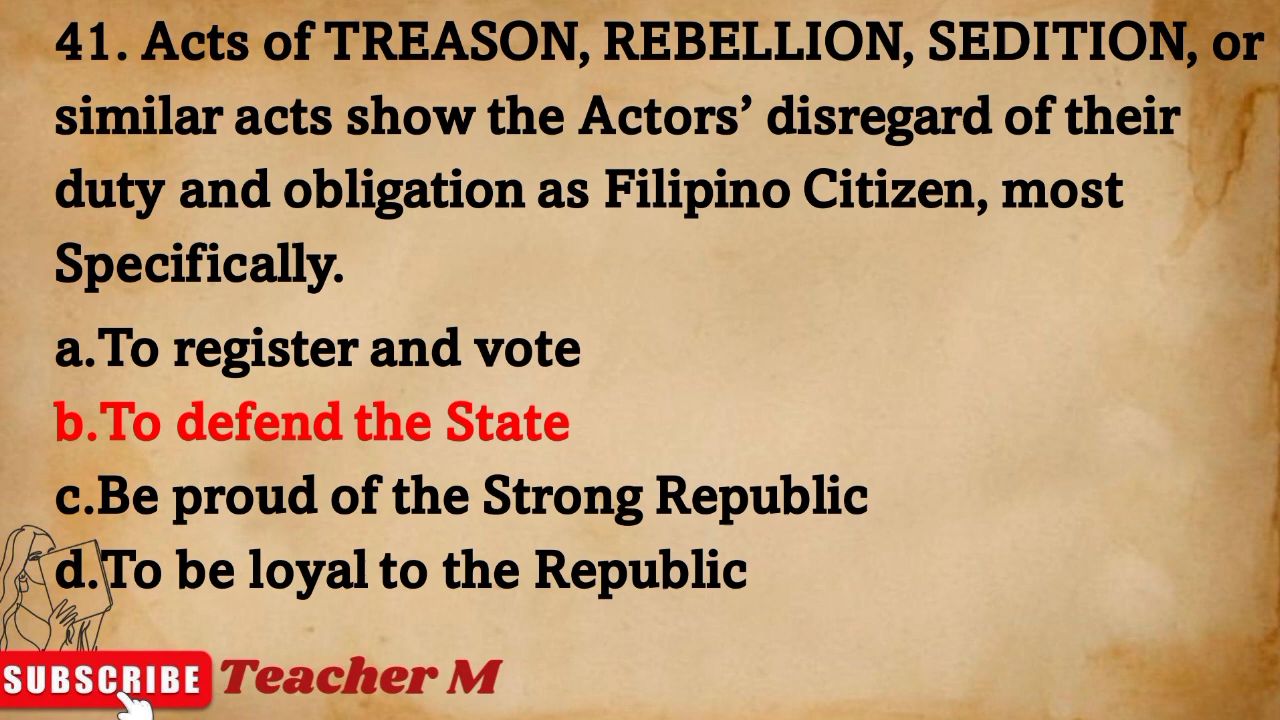 41. Acts of TREASON, REBELLION, SEDITION, or
similar acts show the Actors’ disregard of their
duty and obligation as Filipino Citizen, most
Specifically.
a.To register and vote
b.To defend the State
c.Be proud of the Strong Republic
d.To be loyal to the Republic
SUBSCRIBE Teacher M